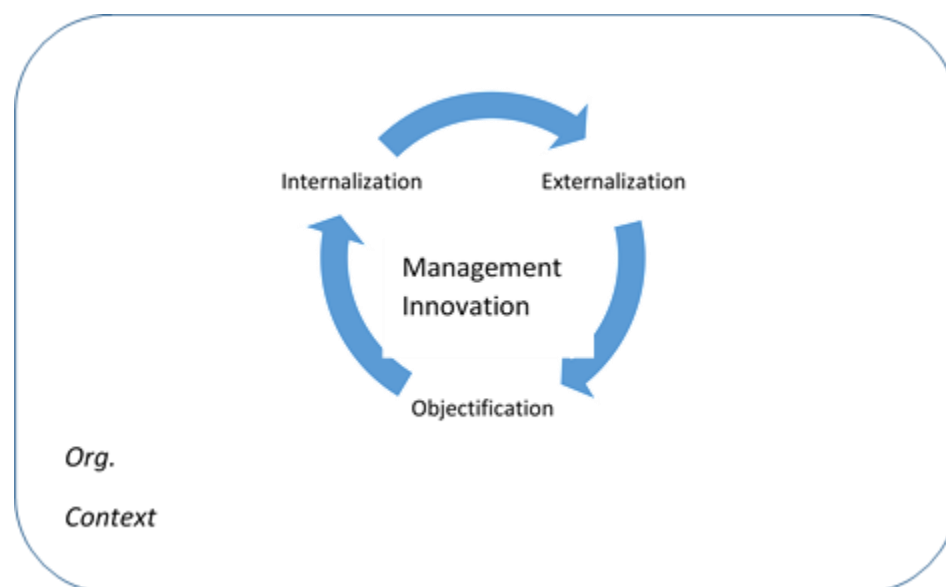 Internalization
Externalization
Management
Innovation
Objectification
Org.
Context